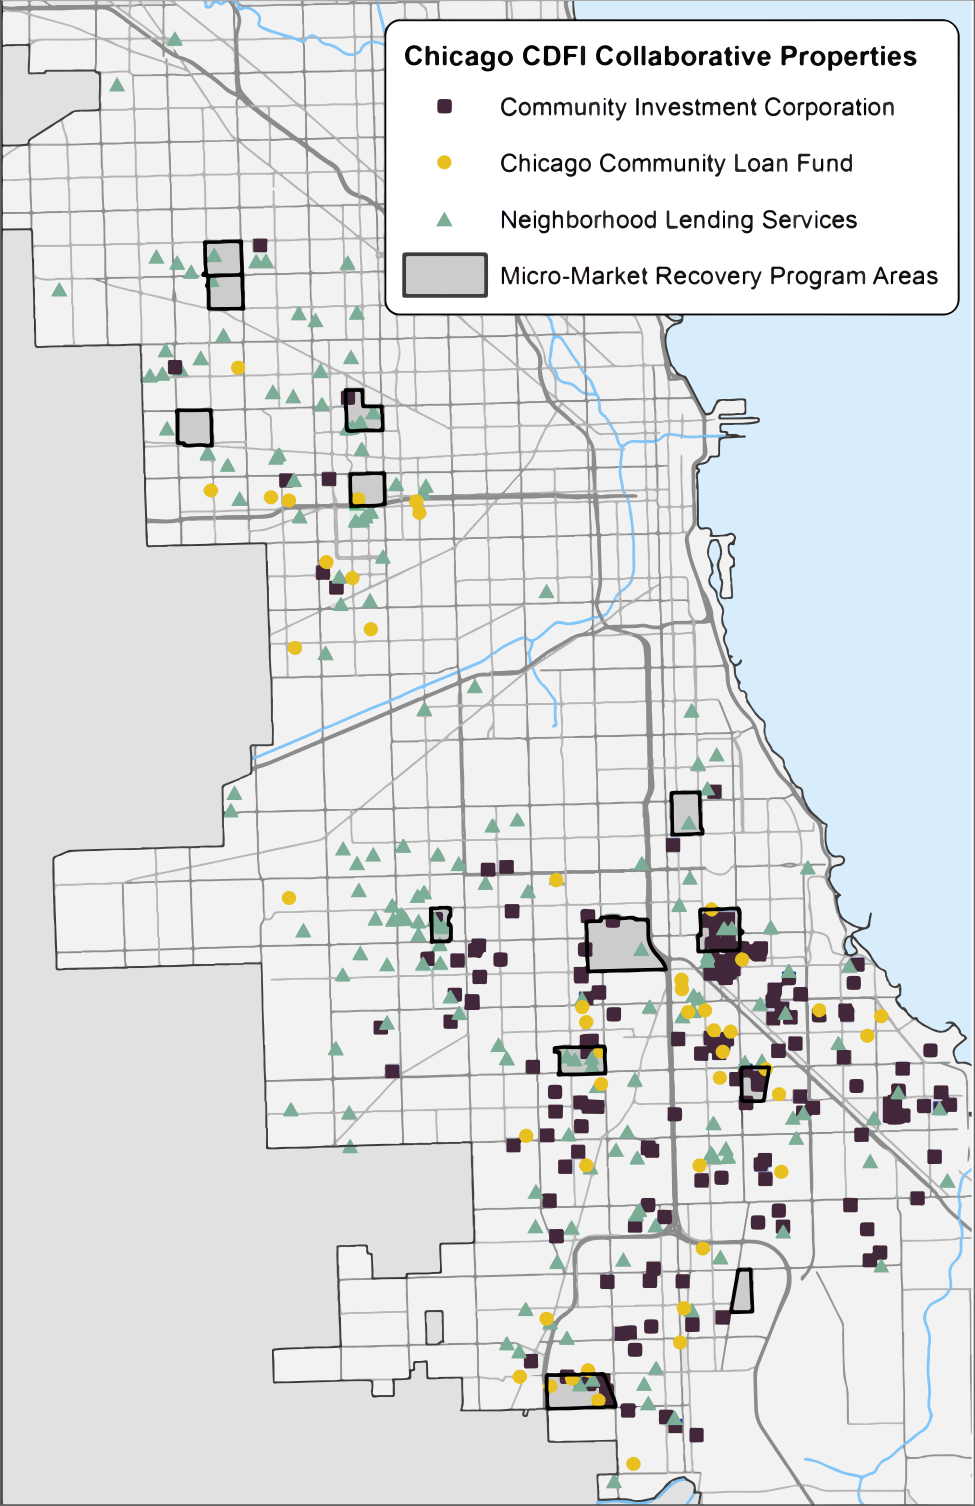 Chicago CDFI Collaborative Properties
Community Investment Corporation
Chicago Community Loan Fund
Neighborhood Lending Services
Micro-Market Recovery Program Areas